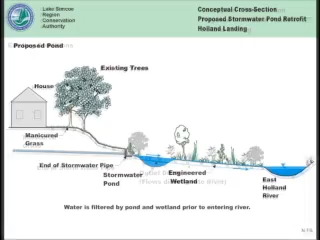 Lake Simcoe
Region
Conservation
Authority
Conceptual Cross-Section
Proposed Stormwater Pond Retrofit
Holland Landing
Proposed Pond
Existing Trees
House
Manicured
Grass
End of Stormwater Pipe
Stormwater
Pond
Engineered
Wetland
East
Holland
River
Water is filtered by pond and wetland prior to entering river.